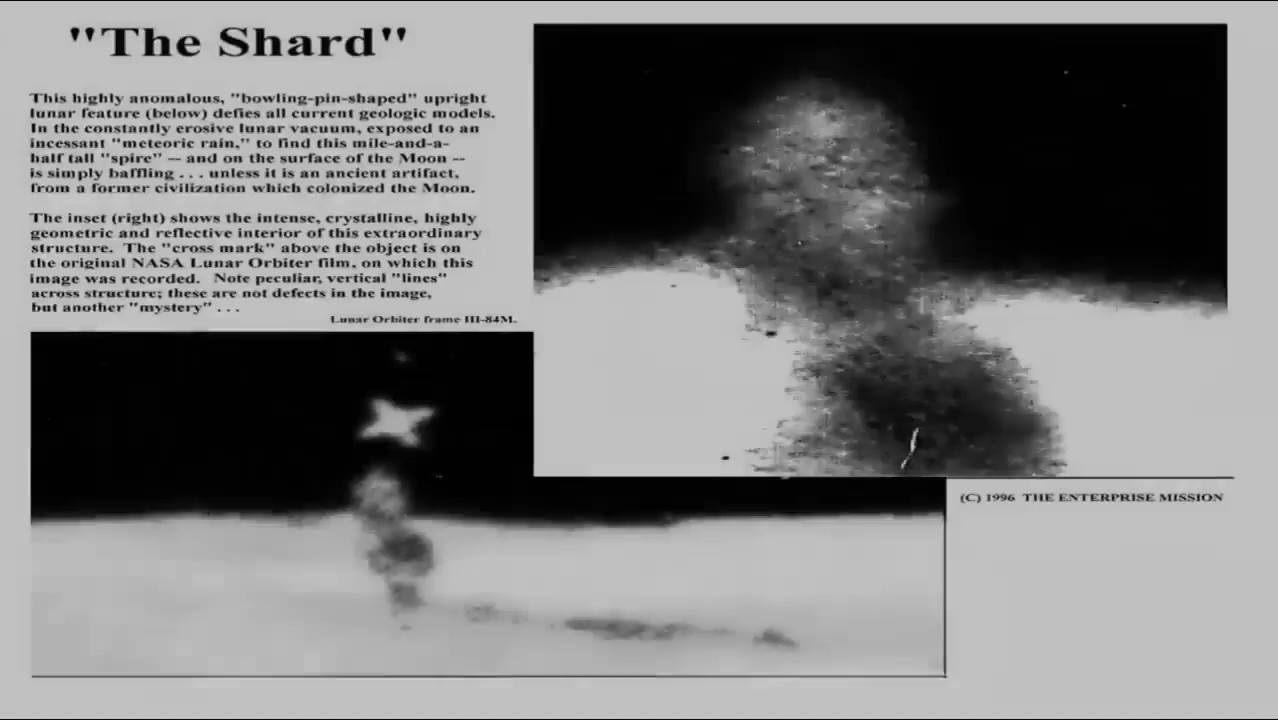 "The Shard"
This highly anomalous, "bowling-pin-shaped" upright
lunar feature (below) defies all current geologic models.
In the constantly erosive lunar vacuum, exposed to an
incessant "meteoric rain," to find this mile-and-a-
half tall "spire" -- and on the surface of the Moon --
is simply baffling . . . unless it is an ancient artifact,
from a former civilization which colonized the Moon.
The inset (right) shows the intense, crystalline, highly
geometric and reflective interior of this extraordinary
structure. The "cross mark" above the object is on
the original NASA Lunar Orbiter film, on which this
image was recorded. Note peculiar, vertical "lines"
across structure; these are not defects in the image,
but another "mystery" . . .
Lunar Orbiter frame III-84M.
(C) 1996 THE ENTERPRISE MISSION